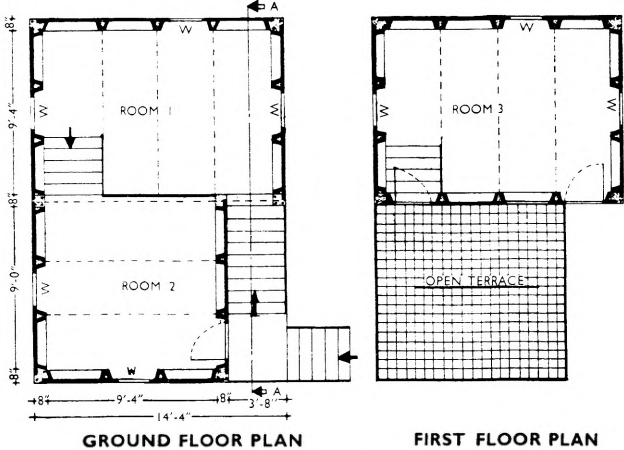 A
W
W
W
ROOM 1
8"
9'-4"
8"
9'-0"
8"
W
ROOM 2
W
A
8" 9'-4" 8" 3'-8"
14'-4"
GROUND FLOOR PLAN
W
W
W
ROOM 3
OPEN TERRACE
FIRST FLOOR PLAN